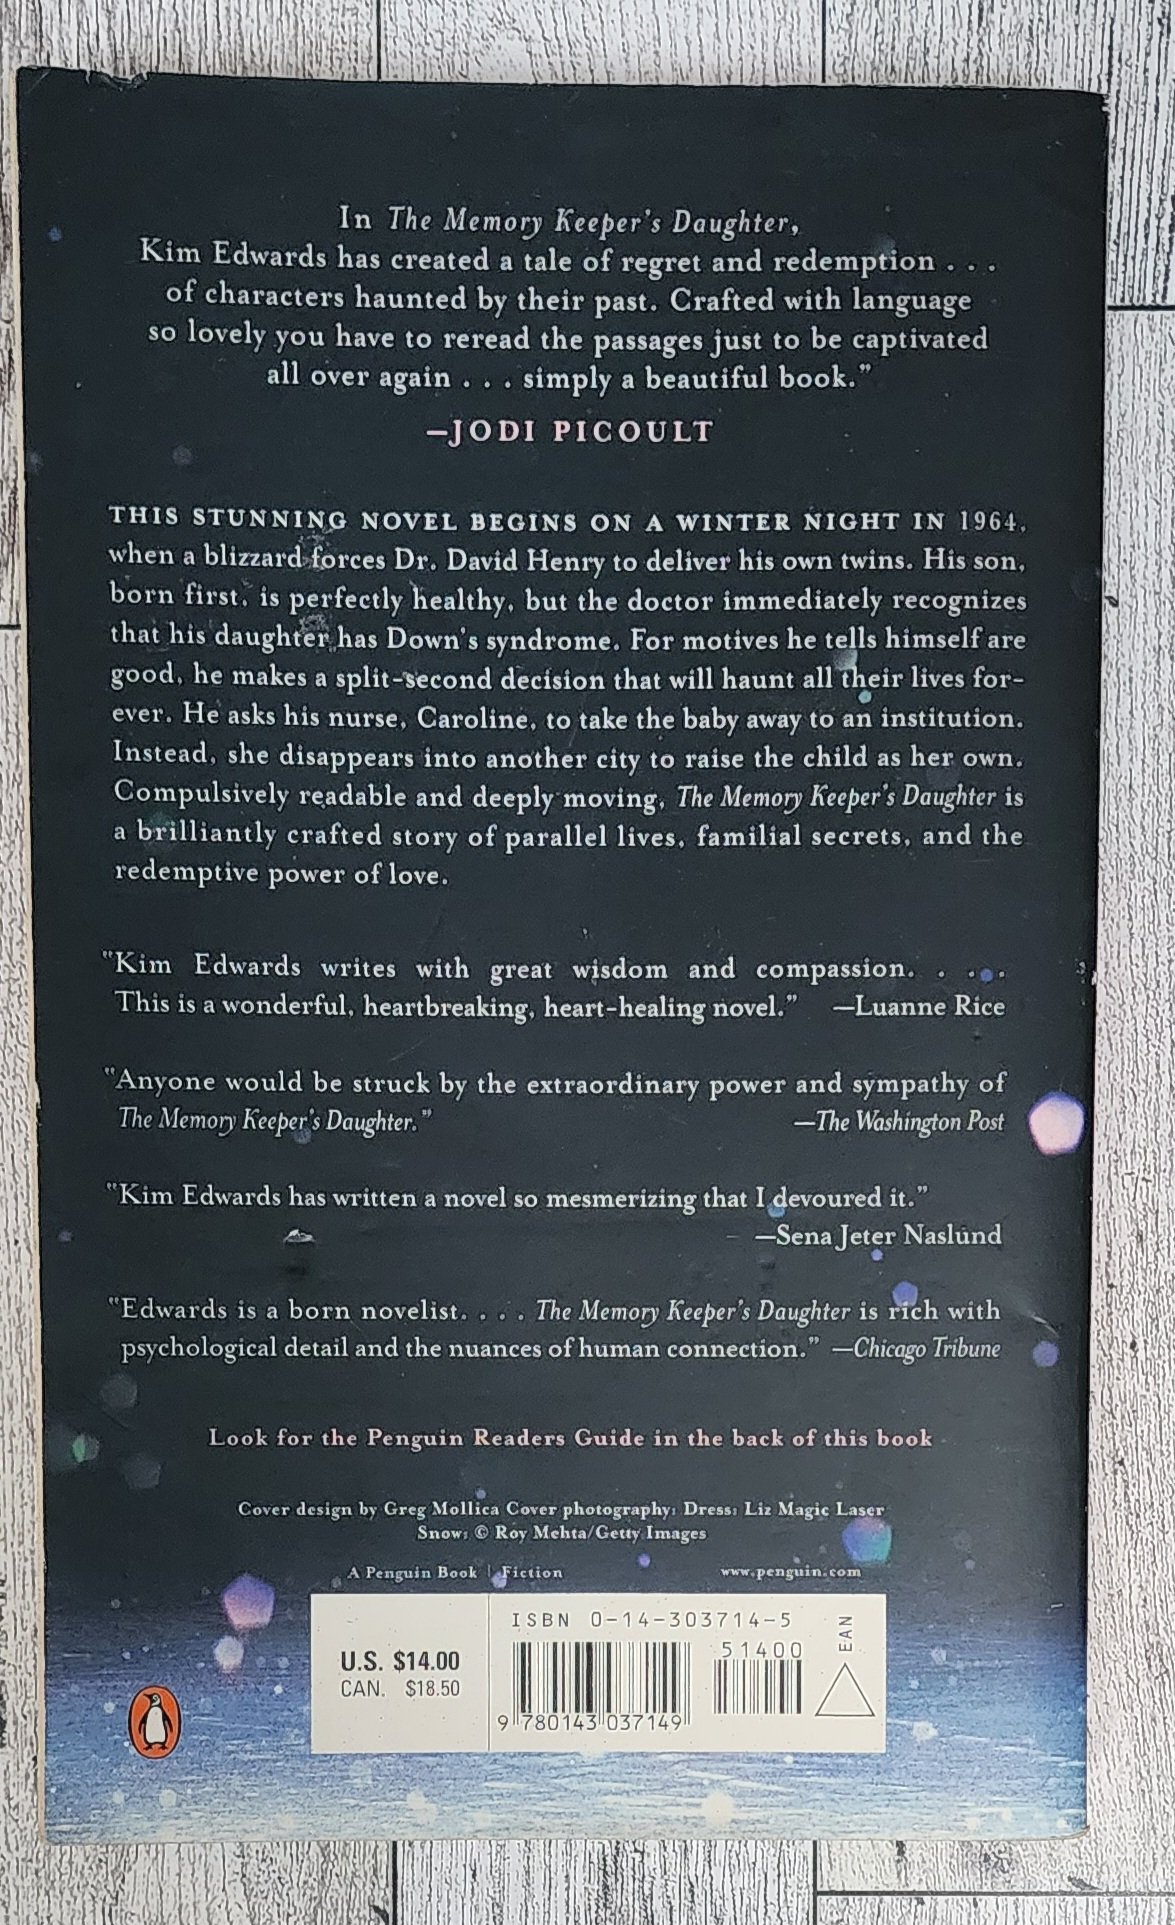 In The Memory Keeper's Daughter,
Kim Edwards has created a tale of regret and redemption . . .
of characters haunted by their past. Crafted with language
so lovely you have to reread the passages just to be captivated
all over again . . . simply a beautiful book.”
—JODI PICOULT
THIS STUNNING NOVEL BEGINS ON A WINTER NIGHT IN 1964,
when a blizzard forces Dr. David Henry to deliver his own twins. His son,
born first, is perfectly healthy, but the doctor immediately recognizes
that his daughter has Down's syndrome. For motives he tells himself are
good, he makes a split-second decision that will haunt all their lives for-
ever. He asks his nurse, Caroline, to take the baby away to an institution.
Instead, she disappears into another city to raise the child as her own.
Compulsively readable and deeply moving, The Memory Keeper's Daughter is
a brilliantly crafted story of parallel lives, familial secrets, and the
redemptive power of love.
“Kim Edwards writes with great wisdom and compassion. . . .
This is a wonderful, heartbreaking, heart-healing novel.” —Luanne Rice
“Anyone would be struck by the extraordinary power and sympathy of
The Memory Keeper's Daughter.” —The Washington Post
“Kim Edwards has written a novel so mesmerizing that I devoured it.”
—Sena Jeter Naslund
“Edwards is a born novelist. . . . The Memory Keeper's Daughter is rich with
psychological detail and the nuances of human connection.” —Chicago Tribune
Look for the Penguin Readers Guide in the back of this book
Cover design by Greg Mollica Cover photography: Dress: Liz Magic Laser
Snow: © Roy Mehta/Getty Images
A Penguin Book | Fiction www.penguin.com
ISBN 0-14-303714-5
51400
EAN
U.S. $14.00
CAN. $18.50
9 780143 037149